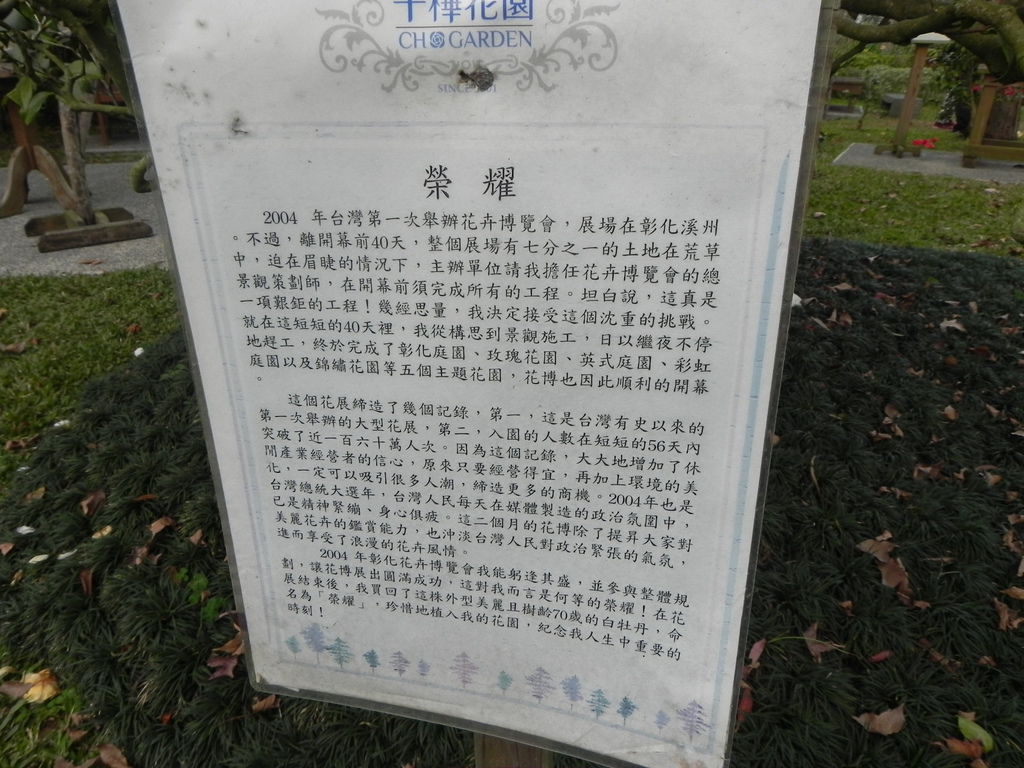 千樺花園
CHO GARDEN
榮 耀
2004 年台灣第一次舉辦花卉博覽會，展場在彰化溪州
。不過，離開幕前40天，整個展場有七分之一的土地在荒草
中，迫在眉睫的情況下，主辦單位請我擔任花卉博覽會的總
景觀策劃師，在開幕前須完成所有的工程。坦白說，這真是
一項艱鉅的工程！幾經思量，我決定接受這個沈重的挑戰。
就在這短短的40天裡，我從構思到景觀施工，日以繼夜不停
地趕工，終於完成了彰化庭園、玫瑰花園、英式庭園、彩虹
庭園以及錦繡花園等五個主題花園，花博也因此順利的開幕
。
這個花展締造了幾個記錄，第一，這是台灣有史以來的
第一次舉辦的大型花展，第二，入園的人數在短短的56天內
突破了近一百六十萬人次。因為這個記錄，大大地增加了休
閒產業經營者的信心，原來只要經營得宜，再加上環境的美
化，一定可以吸引很多人潮，締造更多的商機。2004年也是
台灣總統大選年，台灣人民每天在媒體製造的政治氛圍中，
已是精神緊繃、身心俱疲。這二個月的花博除了提昇大家對
美麗花卉的鑑賞能力，也沖淡台灣人民對政治緊張的氣氛，
進而享受了浪漫的花卉風情。
2004 年彰化花卉博覽會我能躬逢其盛，並參與整體規
劃，讓花博展出圓滿成功，這對我而言是何等的榮耀！在花
展結束後，我買回了這株外型美麗且樹齡70歲的白牡丹，命
名為「榮耀」，珍惜地植入我的花園，紀念我人生中重要的
時刻！